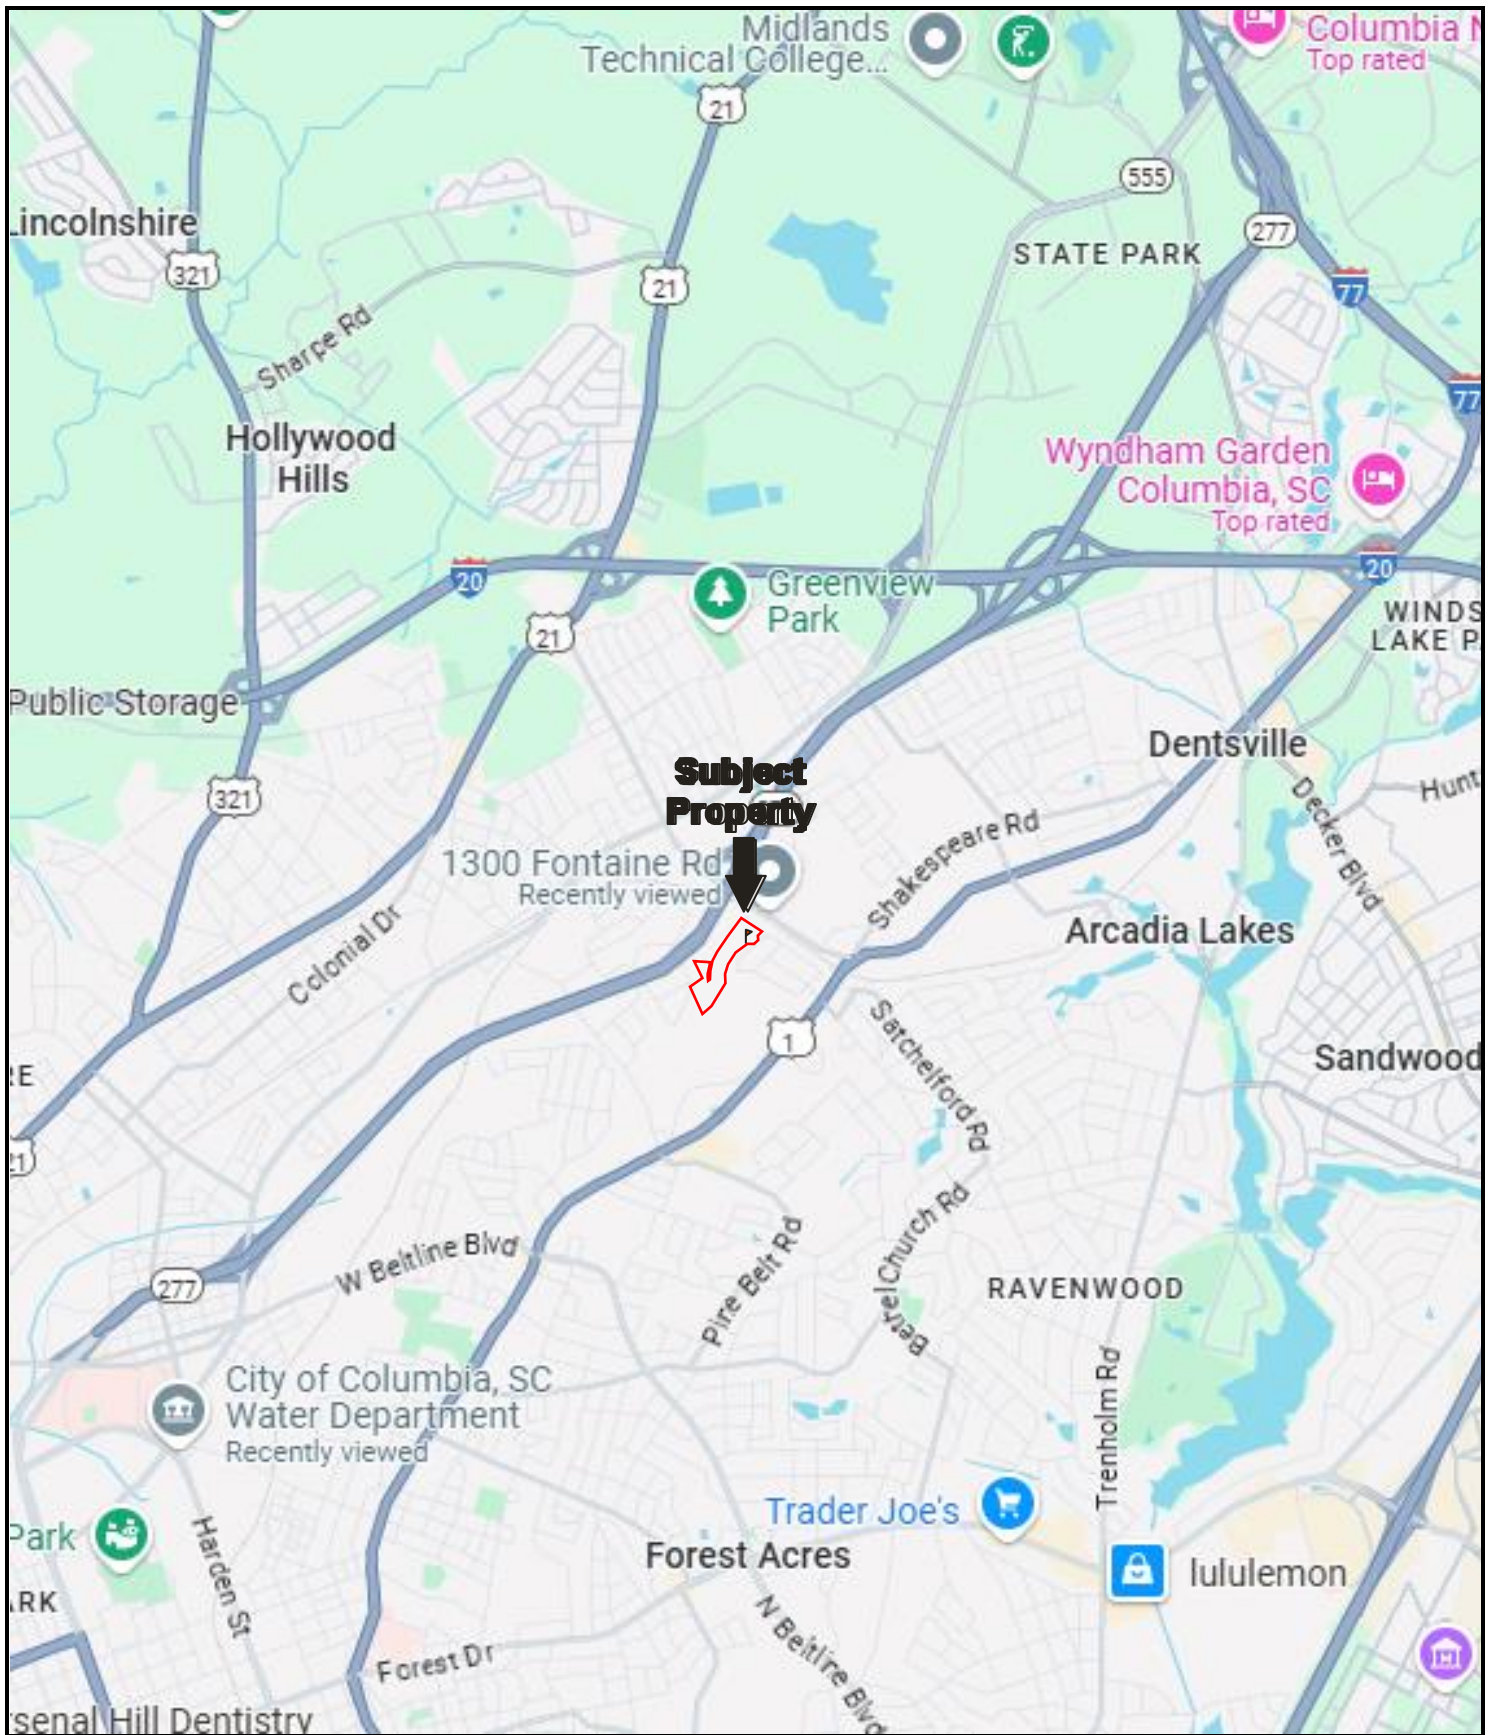 Midlands
Technical College...
Columbia N
Top rated
21
555
Lincolnshire
277
STATE PARK
321
21
77
Sharpe Rd
77
Hollywood
Hills
Wyndham Garden
Columbia, SC
Top rated
20
20
Greenview
Park
21
WINDS
LAKE P
Public Storage
Dentsville
Subject
Property
321
Hunt
Decker Blvd
Shakespeare Rd
1300 Fontaine Rd
Recently viewed
Arcadia Lakes
Colonial Dr
1
Satchelford Rd
Sandwood
RE
21
Bethel Church Rd
W Beltline Blvd
Pine Belt Rd
277
RAVENWOOD
City of Columbia, SC
Water Department
Recently viewed
Trenholm Rd
Trader Joe's
Park
Harden St
Forest Acres
lululemon
ARK
N Beltline Blvd
Forest Dr
senal Hill Dentistry